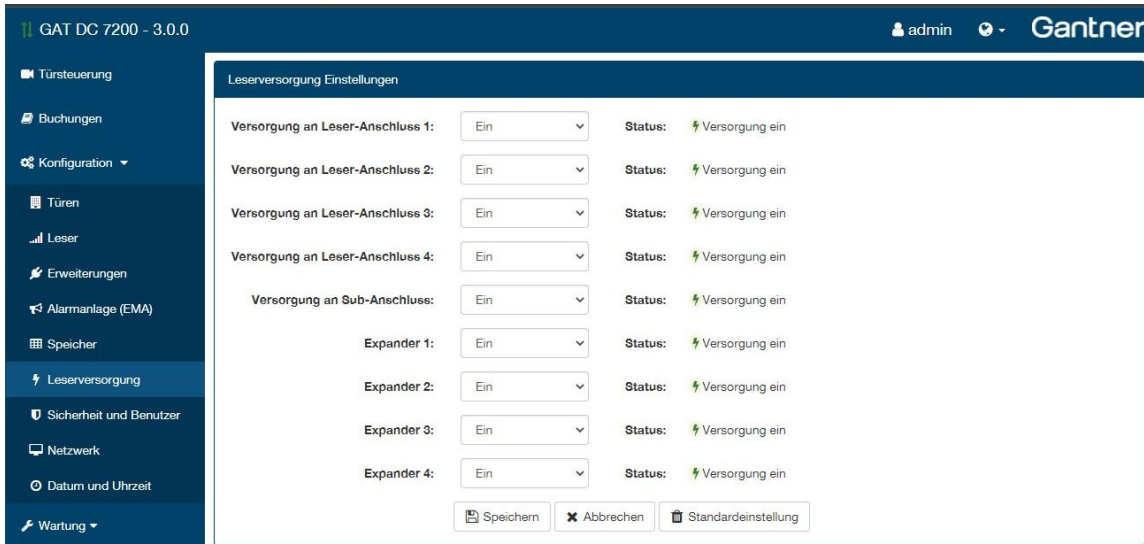 GAT DC 7200 - 3.0.0
admin
Gantner
Türsteuerung
Buchungen
Konfiguration
Türen
Leser
Erweiterungen
Alarmanlage (EMA)
Speicher
Leserversorgung
Sicherheit und Benutzer
Netzwerk
Datum und Uhrzeit
Wartung
Leserversorgung Einstellungen
Versorgung an Leser-Anschluss 1: Ein Status: Versorgung ein
Versorgung an Leser-Anschluss 2: Ein Status: Versorgung ein
Versorgung an Leser-Anschluss 3: Ein Status: Versorgung ein
Versorgung an Leser-Anschluss 4: Ein Status: Versorgung ein
Versorgung an Sub-Anschluss: Ein Status: Versorgung ein
Expander 1: Ein Status: Versorgung ein
Expander 2: Ein Status: Versorgung ein
Expander 3: Ein Status: Versorgung ein
Expander 4: Ein Status: Versorgung ein
Speichern Abbrechen Standardeinstellung